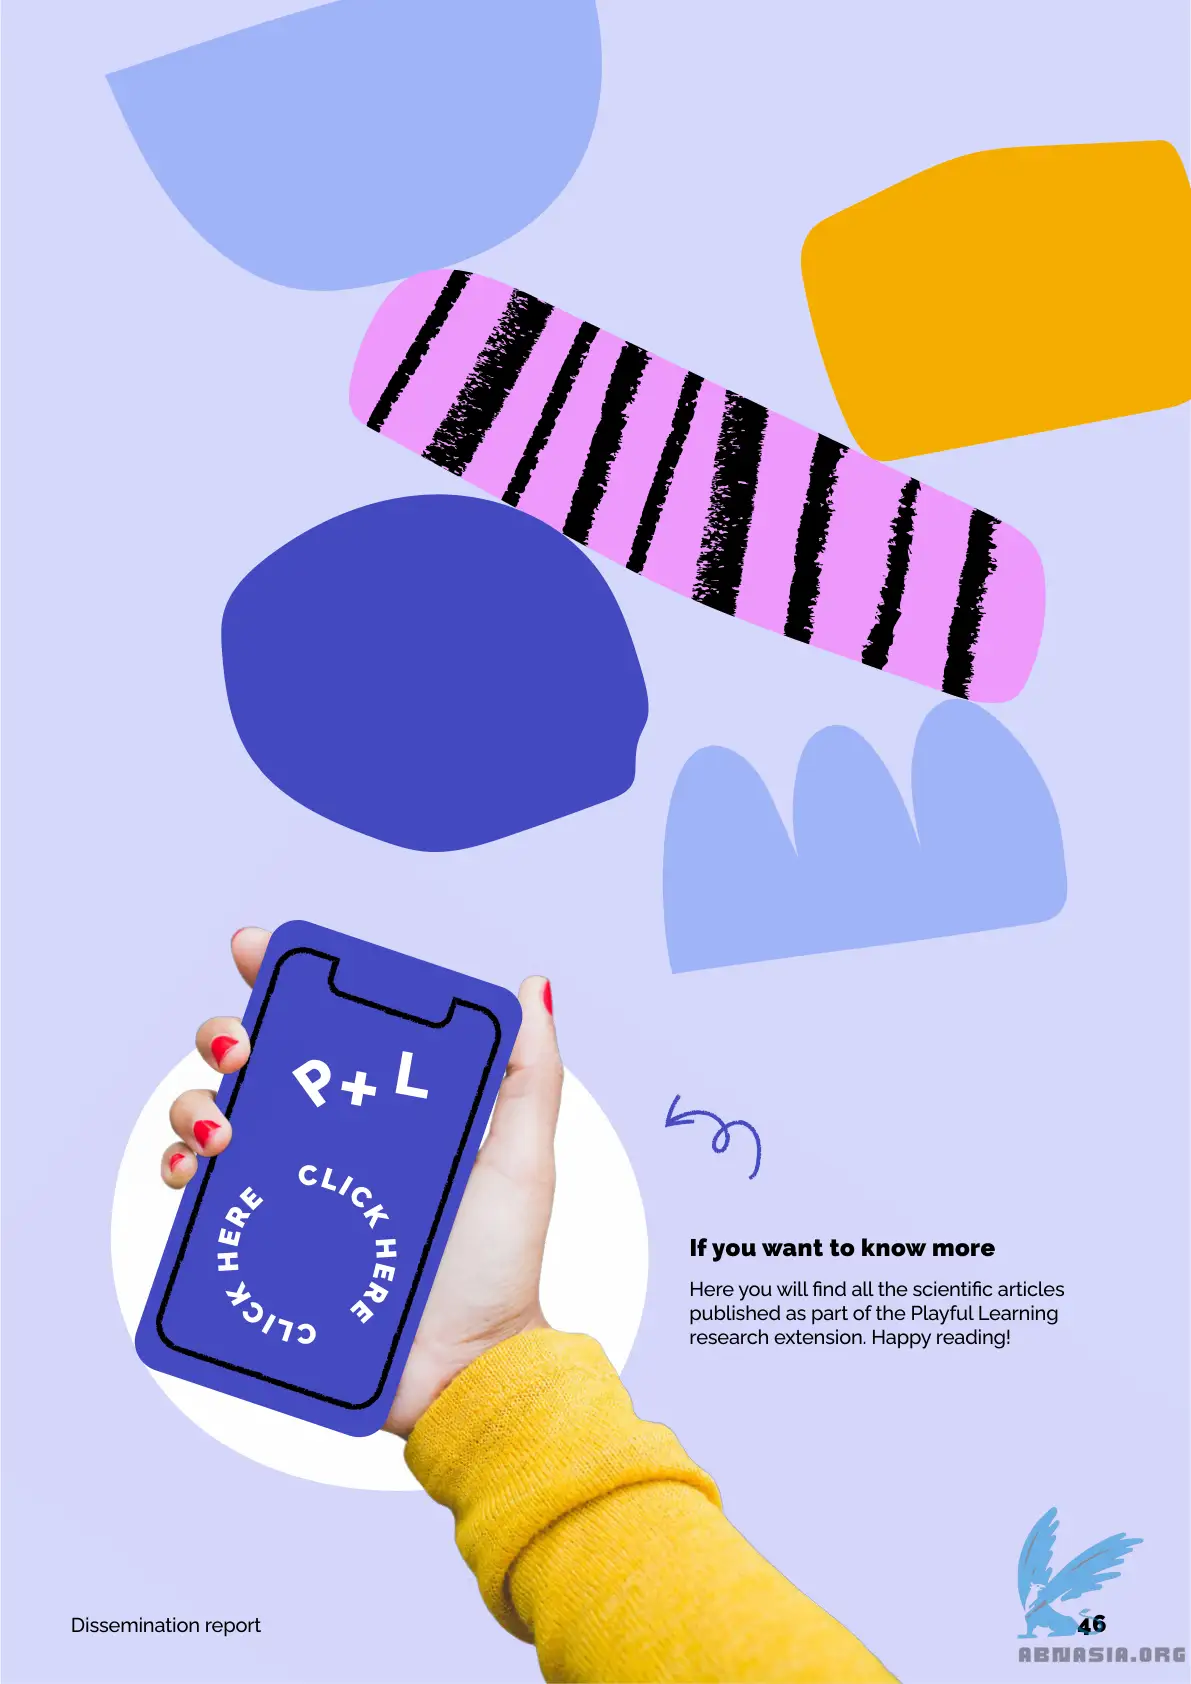 P+L
CLICK HERE
CLICK HERE
If you want to know more
Here you will find all the scientific articles
published as part of the Playful Learning
research extension. Happy reading!
Dissemination report
46
ABNASIA.ORG